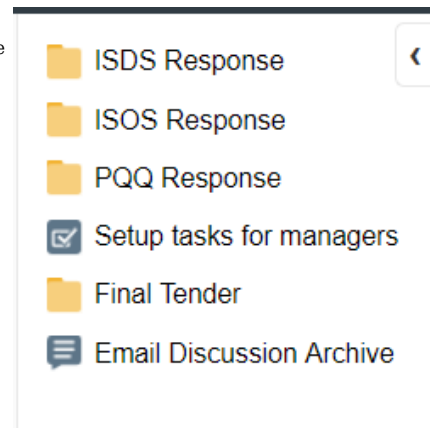 e
ISDS Response
ISOS Response
PQQ Response
Setup tasks for managers
Final Tender
Email Discussion Archive